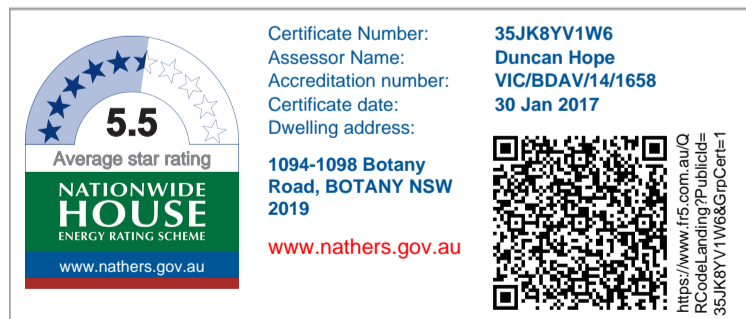 5.5
Average star rating
NATIONWIDE
HOUSE
ENERGY RATING SCHEME
www.nathers.gov.au
Certificate Number: 35JK8YV1W6
Assessor Name: Duncan Hope
Accreditation number: VIC/BDAV/14/1658
Certificate date: 30 Jan 2017
Dwelling address:
1094-1098 Botany
Road, BOTANY NSW
2019
www.nathers.gov.au
https://www.fr5.com.au/Q
RCodeLanding?PublicId=
35JK8YV1W6&GrpCert=1